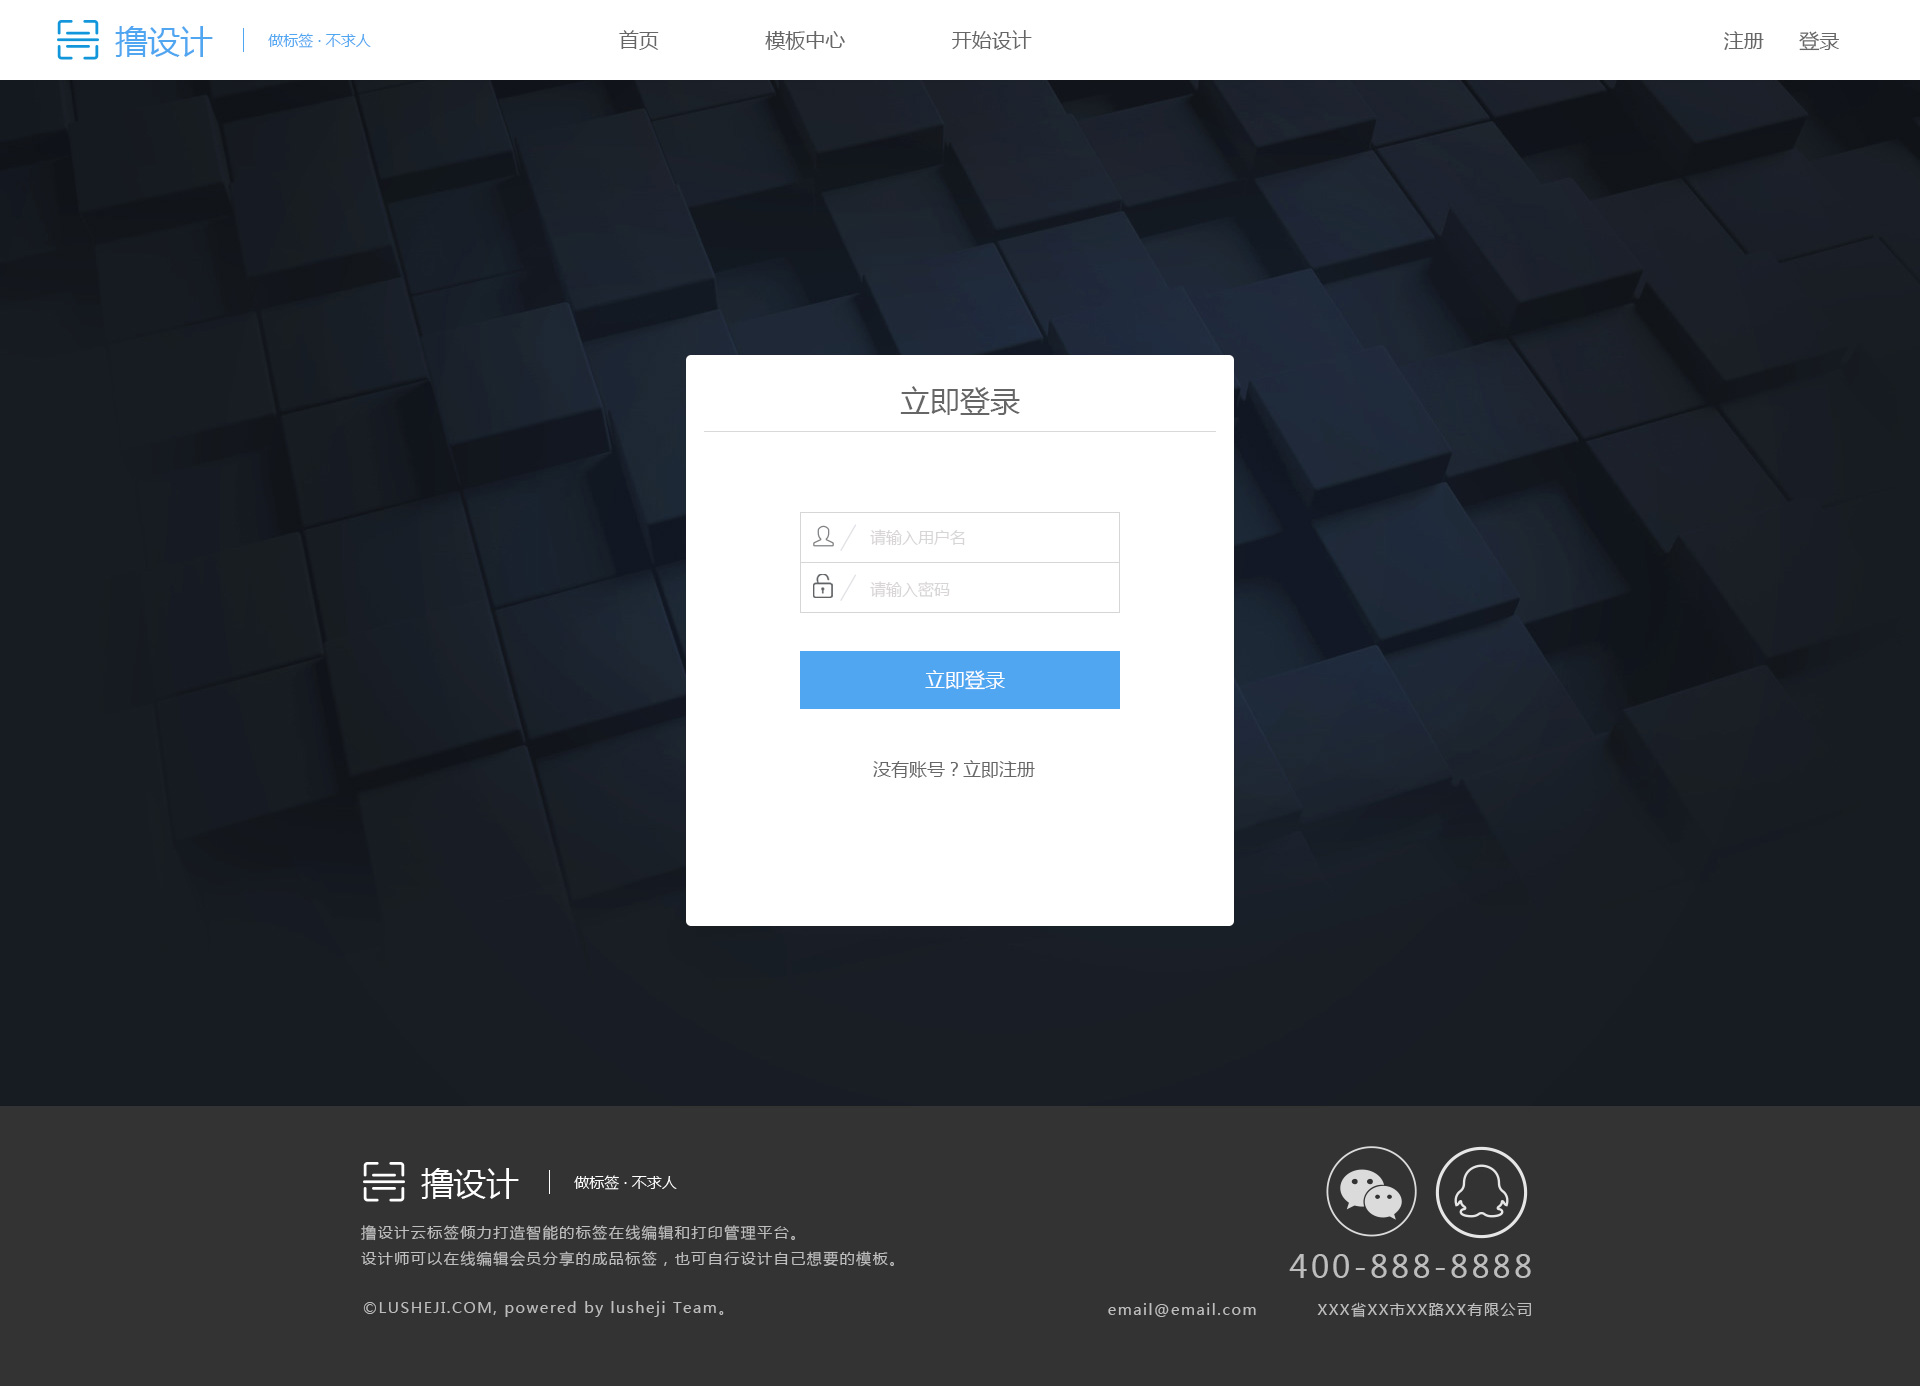 撸设计
做标签 · 不求人
首页
模板中心
开始设计
注册
登录
立即登录
请输入用户名
请输入密码
立即登录
没有账号？立即注册
撸设计
做标签 · 不求人
撸设计云标签倾力打造智能的标签在线编辑和打印管理平台。
设计师可以在线编辑会员分享的成品标签，也可自行设计自己想要的模板。
©LUSHEJI.COM, powered by lusheji Team。
400-888-8888
email@email.com
XXX省XX市XX路XX有限公司